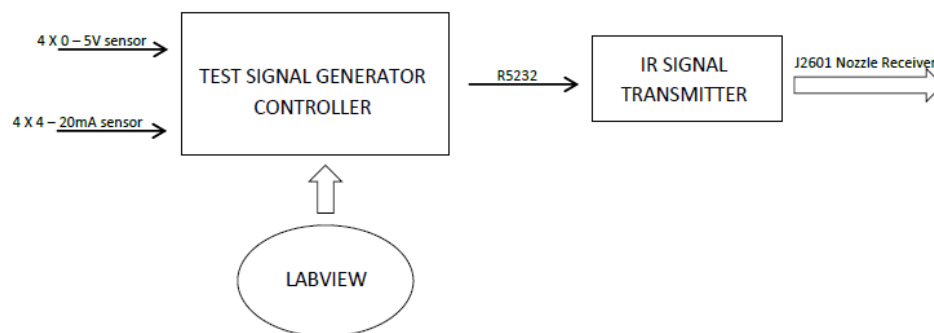 4 X 0 – 5V sensor
4 X 4 – 20mA sensor
TEST SIGNAL GENERATOR
CONTROLLER
R5232
IR SIGNAL
TRANSMITTER
J2601 Nozzle Receiver
LABVIEW